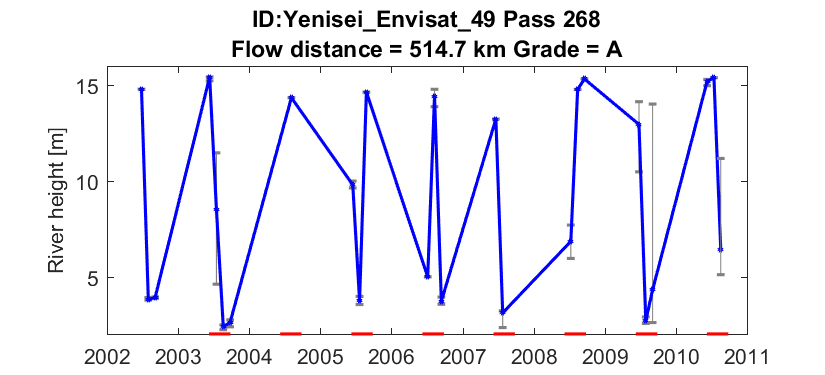 ID:Yenisei_Envisat_49 Pass 268
Flow distance = 514.7 km Grade = A
River height [m]
15
10
5
2002 2003 2004 2005 2006 2007 2008 2009 2010 2011